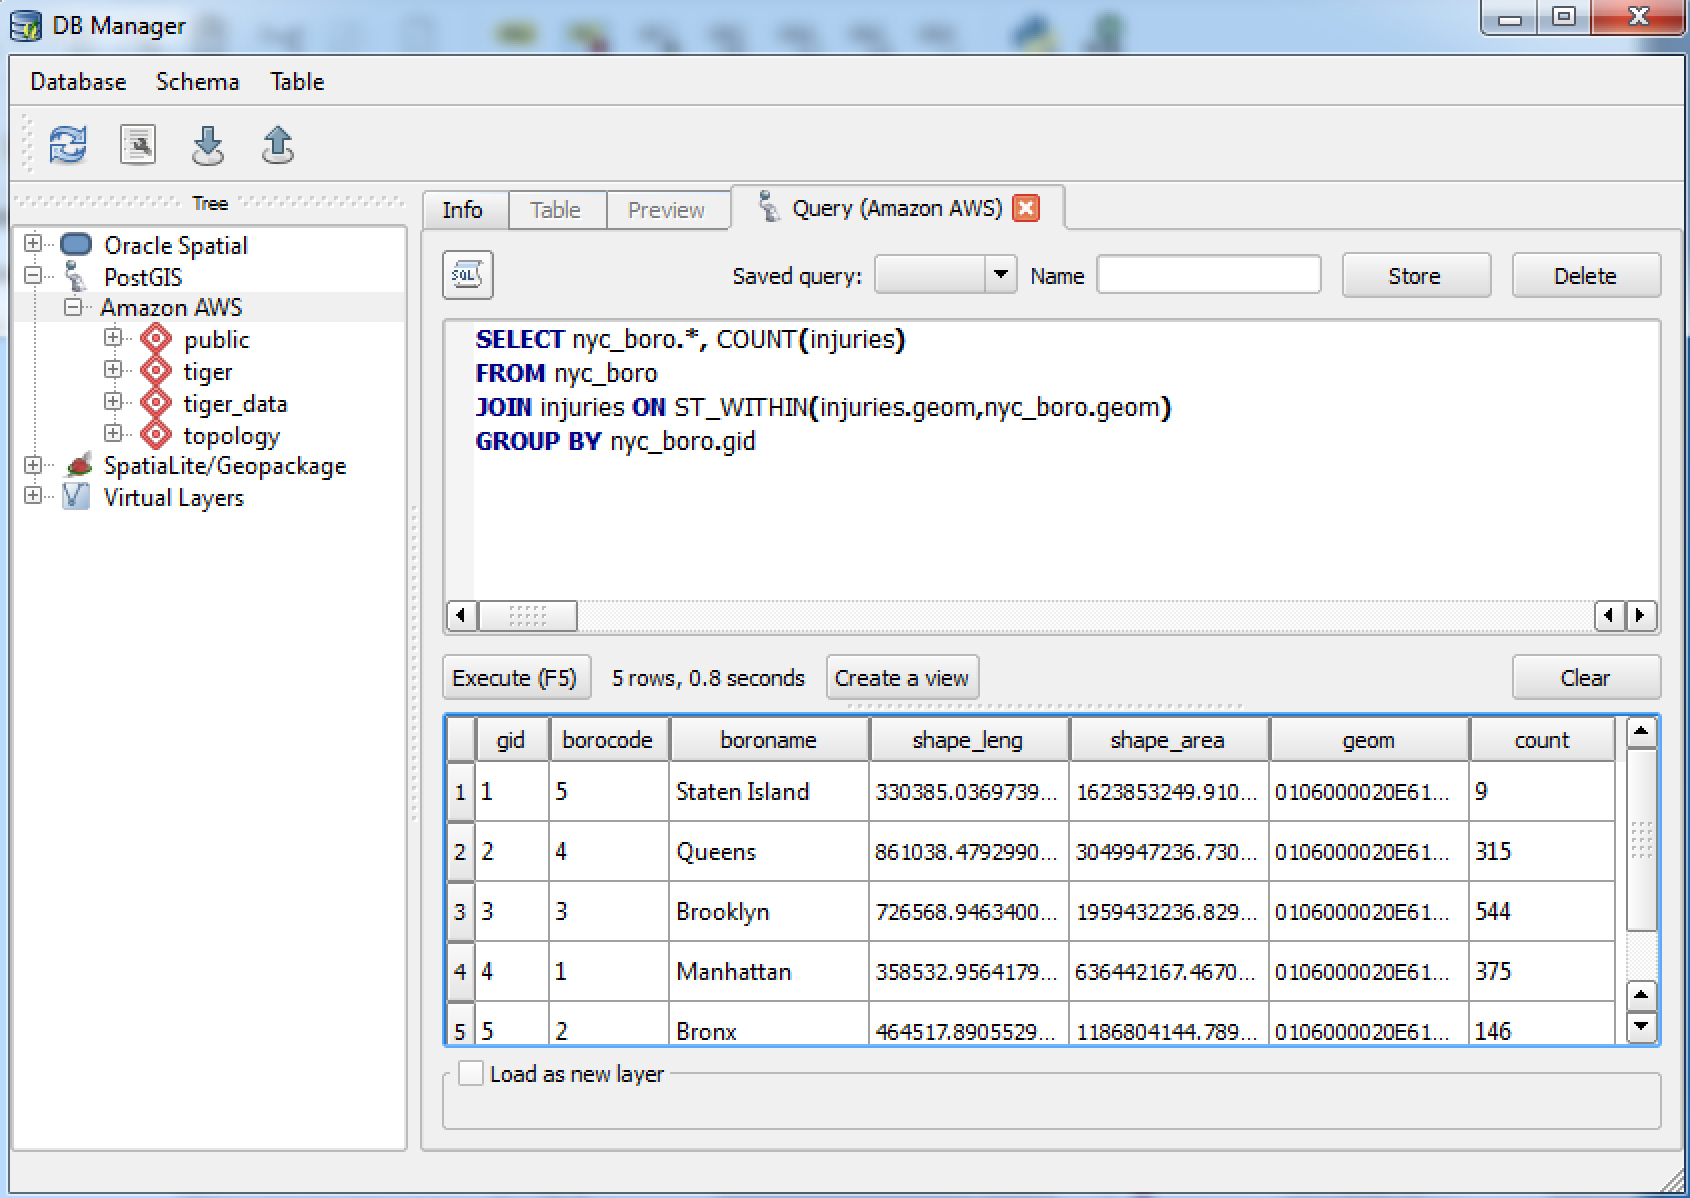 DB Manager
Database Schema Table
Tree
Oracle Spatial
PostGIS
Amazon AWS
public
tiger
tiger_data
topology
SpatiaLite/Geopackage
Virtual Layers
Info Table Preview Query (Amazon AWS)
SQL Saved query: Name Store Delete
SELECT nyc_boro.*, COUNT(injuries)
FROM nyc_boro
JOIN injuries ON ST_WITHIN(injuries.geom,nyc_boro.geom)
GROUP BY nyc_boro.gid
Execute (F5) 5 rows, 0.8 seconds Create a view Clear
gid borocode boroname shape_leng shape_area geom count
1 1 5 Staten Island 330385.0369739... 1623853249.910... 0106000020E61... 9
2 2 4 Queens 861038.4792990... 3049947236.730... 0106000020E61... 315
3 3 3 Brooklyn 726568.9463400... 1959432236.829... 0106000020E61... 544
4 4 1 Manhattan 358532.9564179... 636442167.4670... 0106000020E61... 375
5 5 2 Bronx 464517.8905529... 1186804144.789... 0106000020E61... 146
Load as new layer